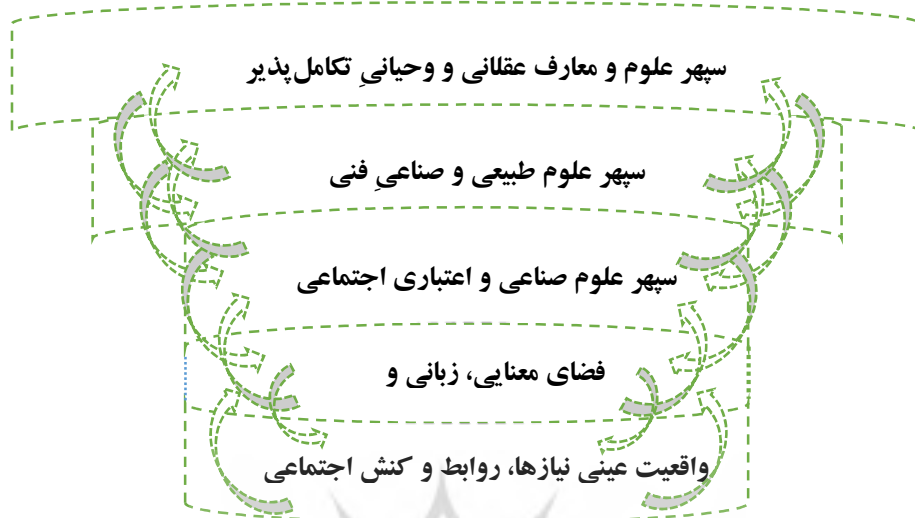 سپهر علوم و معارف عقلانی و وحیانیِ تکامل‌پذیر
سپهر علوم طبیعی و صناعیِ فنی
سپهر علوم صناعی و اعتباری اجتماعی
فضای معنایی، زبانی و
واقعیت عینی نیازها، روابط و کنش اجتماعی